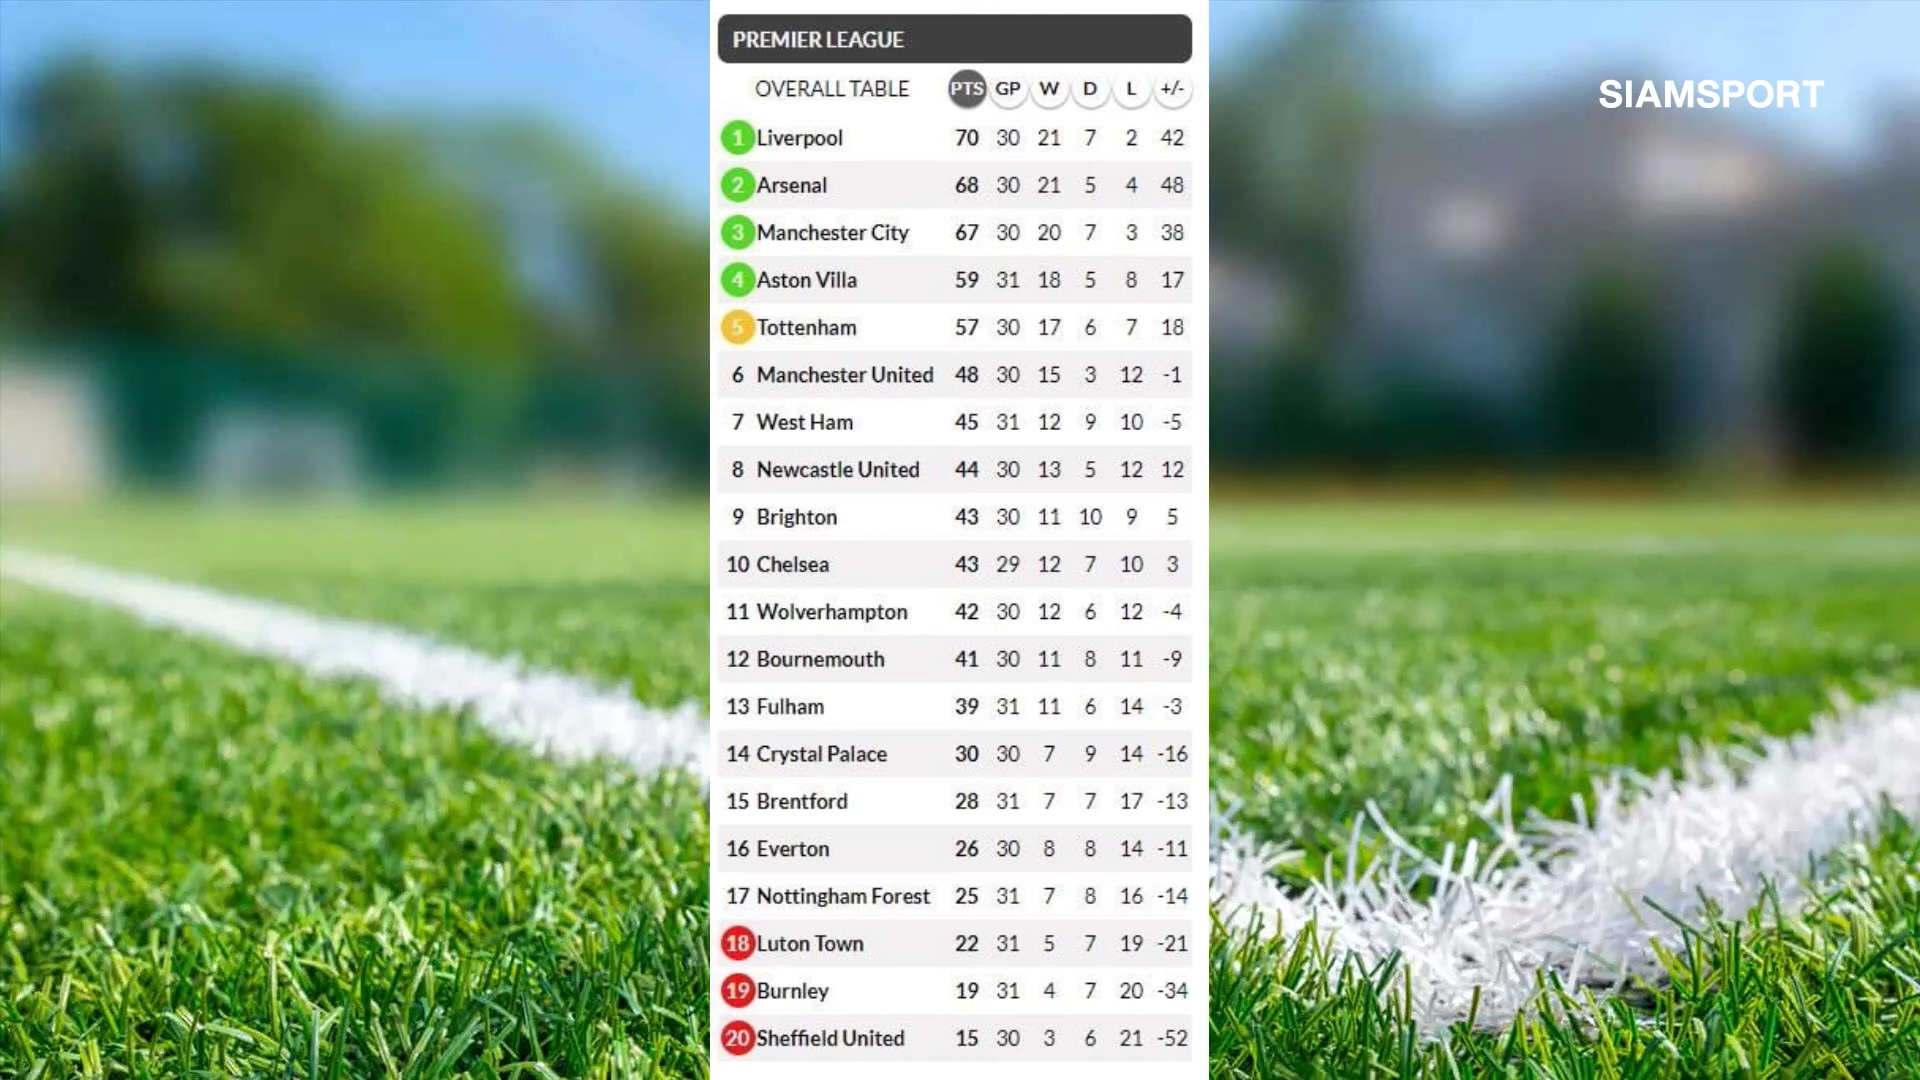 PREMIER LEAGUE
OVERALL TABLE PTS GP W D L +/-
SIAMSPORT
1 Liverpool 70 30 21 7 2 42
2 Arsenal 68 30 21 5 4 48
3 Manchester City 67 30 20 7 3 38
4 Aston Villa 59 31 18 5 8 17
5 Tottenham 57 30 17 6 7 18
6 Manchester United 48 30 15 3 12 -1
7 West Ham 45 31 12 9 10 -5
8 Newcastle United 44 30 13 5 12 12
9 Brighton 43 30 11 10 9 5
10 Chelsea 43 29 12 7 10 3
11 Wolverhampton 42 30 12 6 12 -4
12 Bournemouth 41 30 11 8 11 -9
13 Fulham 39 31 11 6 14 -3
14 Crystal Palace 30 30 7 9 14 -16
15 Brentford 28 31 7 7 17 -13
16 Everton 26 30 8 8 14 -11
17 Nottingham Forest 25 31 7 8 16 -14
18 Luton Town 22 31 5 7 19 -21
19 Burnley 19 31 4 7 20 -34
20 Sheffield United 15 30 3 6 21 -52